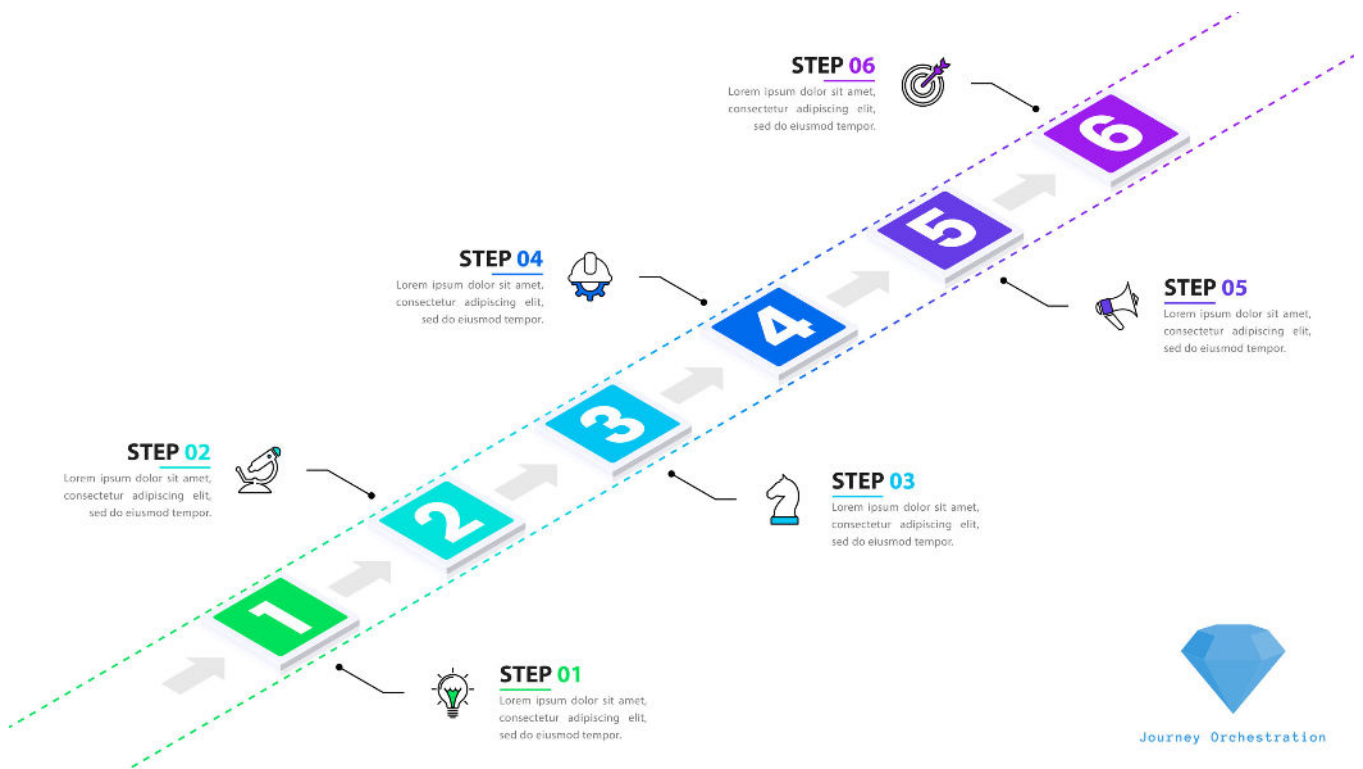 STEP 06
Lorem ipsum dolor sit amet,
consectetur adipiscing elit,
sed do eiusmod tempor.
6
5
STEP 04
Lorem ipsum dolor sit amet,
consectetur adipiscing elit,
sed do eiusmod tempor.
STEP 05
Lorem ipsum dolor sit amet,
consectetur adipiscing elit,
sed do eiusmod tempor.
4
3
STEP 02
Lorem ipsum dolor sit amet,
consectetur adipiscing elit,
sed do eiusmod tempor.
STEP 03
Lorem ipsum dolor sit amet,
consectetur adipiscing elit,
sed do eiusmod tempor.
2
1
STEP 01
Lorem ipsum dolor sit amet,
consectetur adipiscing elit,
sed do eiusmod tempor.
Journey Orchestration